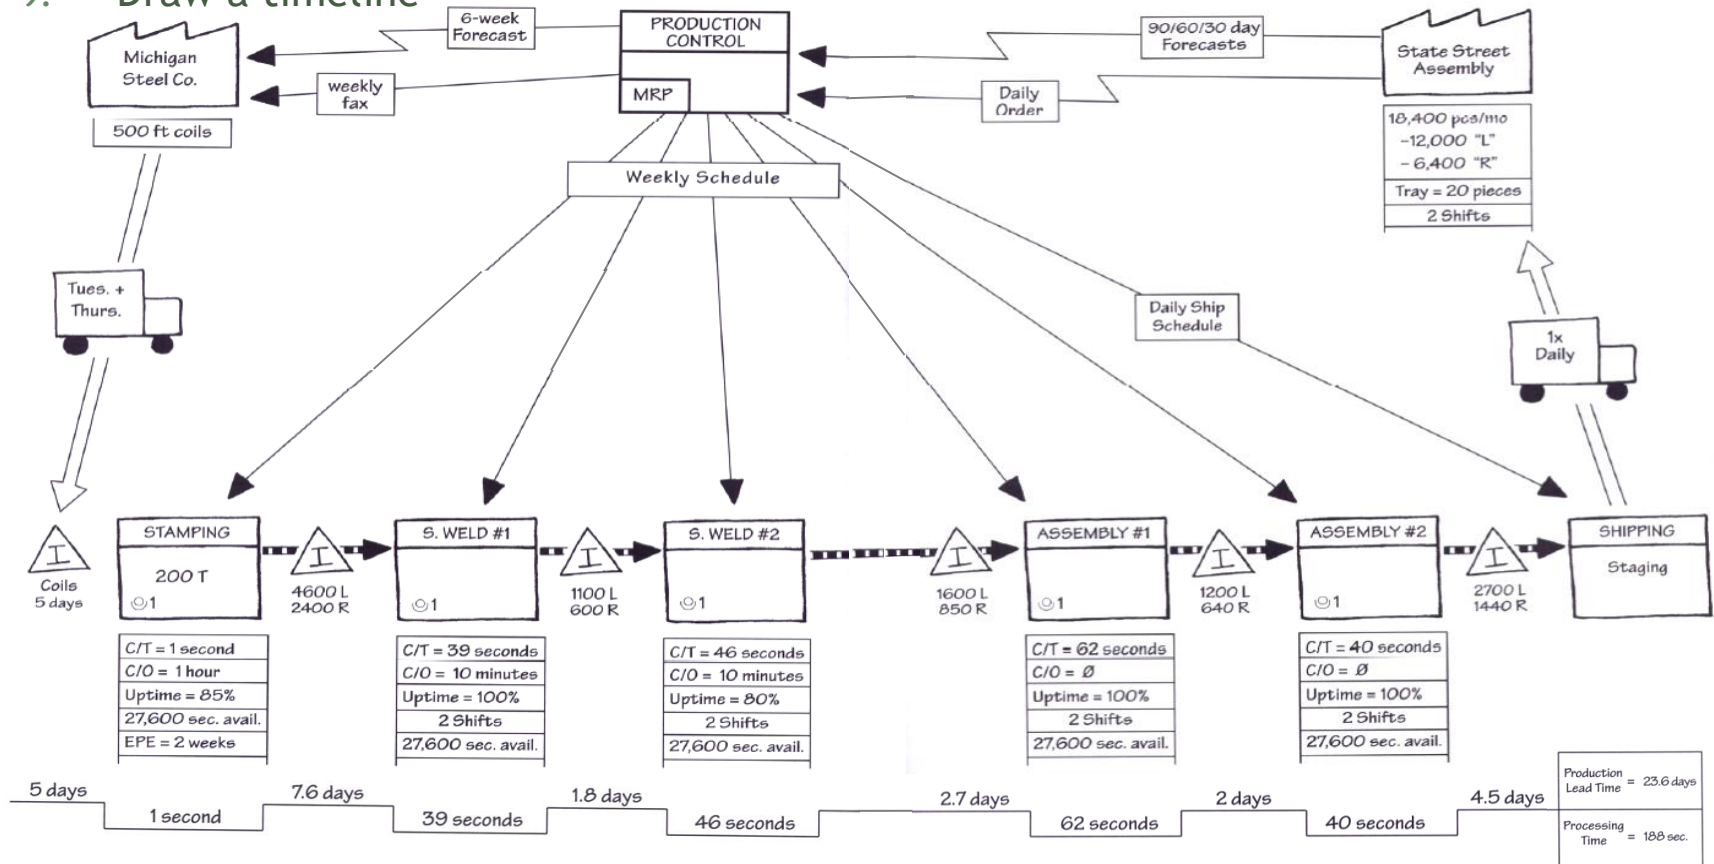 Draw a timeline
Michigan
Steel Co.
500 ft coils
6-week
Forecast
weekly
fax
PRODUCTION
CONTROL
MRP
90/60/30 day
Forecasts
Daily
Order
State Street
Assembly
18,400 pcs/mo
-12,000 "L"
- 6,400 "R"
Tray = 20 pieces
2 Shifts
Weekly Schedule
Tues. +
Thurs.
Daily Ship
Schedule
1x
Daily
I
Coils
5 days
STAMPING
200 T
1
C/T = 1 second
C/O = 1 hour
Uptime = 85%
27,600 sec. avail.
EPE = 2 weeks
I
4600 L
2400 R
S. WELD #1
1
C/T = 39 seconds
C/O = 10 minutes
Uptime = 100%
2 Shifts
27,600 sec. avail.
I
1100 L
600 R
S. WELD #2
1
C/T = 46 seconds
C/O = 10 minutes
Uptime = 80%
2 Shifts
27,600 sec. avail.
I
1600 L
850 R
ASSEMBLY #1
1
C/T = 62 seconds
C/O = Ø
Uptime = 100%
2 Shifts
27,600 sec. avail.
I
1200 L
640 R
ASSEMBLY #2
1
C/T = 40 seconds
C/O = Ø
Uptime = 100%
2 Shifts
27,600 sec. avail.
I
2700 L
1440 R
SHIPPING
Staging
5 days
1 second
7.6 days
39 seconds
1.8 days
46 seconds
2.7 days
62 seconds
2 days
40 seconds
4.5 days
Production
Lead Time = 23.6 days
Processing
Time = 188 sec.